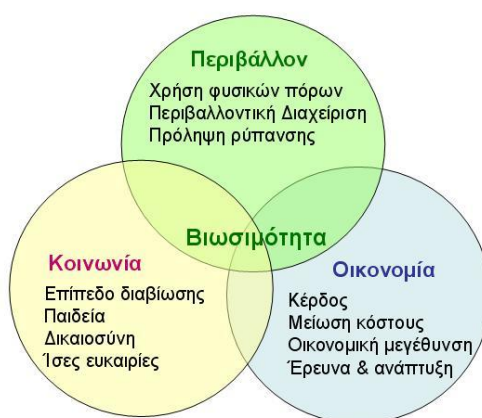 Περιβάλλον
Χρήση φυσικών πόρων
Περιβαλλοντική Διαχείριση
Πρόληψη ρύπανσης
Βιωσιμότητα
Κοινωνία
Επίπεδο διαβίωσης
Παιδεία
Δικαιοσύνη
Ίσες ευκαιρίες
Οικονομία
Κέρδος
Μείωση κόστους
Οικονομική μεγέθυνση
Έρευνα & ανάπτυξη